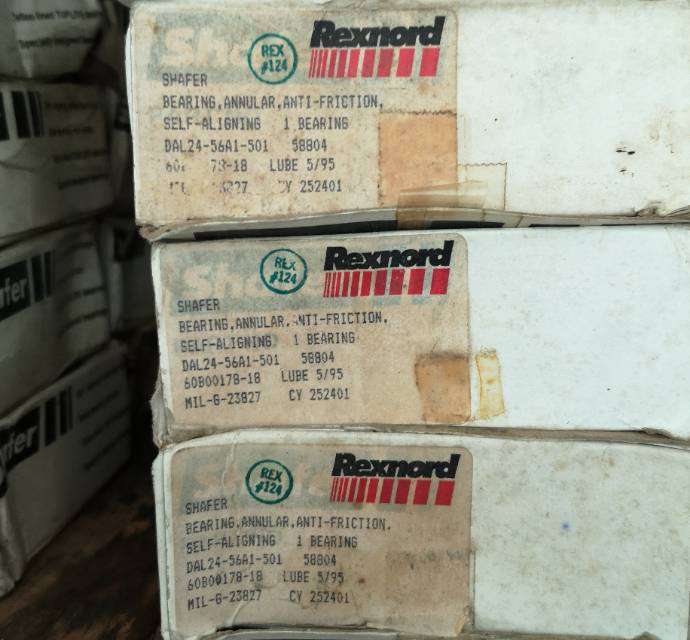 Rexnord
REX
#124
SHAFER
BEARING,ANNULAR,ANTI-FRICTION,
SELF-ALIGNING 1 BEARING
DAL24-56A1-501 58804
78-18 LUBE 5/95
CY 252401
Shafer
Rexnord
REX
#124
SHAFER
BEARING,ANNULAR,ANTI-FRICTION,
SELF-ALIGNING 1 BEARING
DAL24-56A1-501 58804
60B00178-18 LUBE 5/95
MIL-G-23827 CY 252401
Rexnord
REX
#124
SHAFER
BEARING,ANNULAR,ANTI-FRICTION,
SELF-ALIGNING 1 BEARING
DAL24-56A1-501 58804
60B00178-18 LUBE 5/95
MIL-G-23827 CY 252401